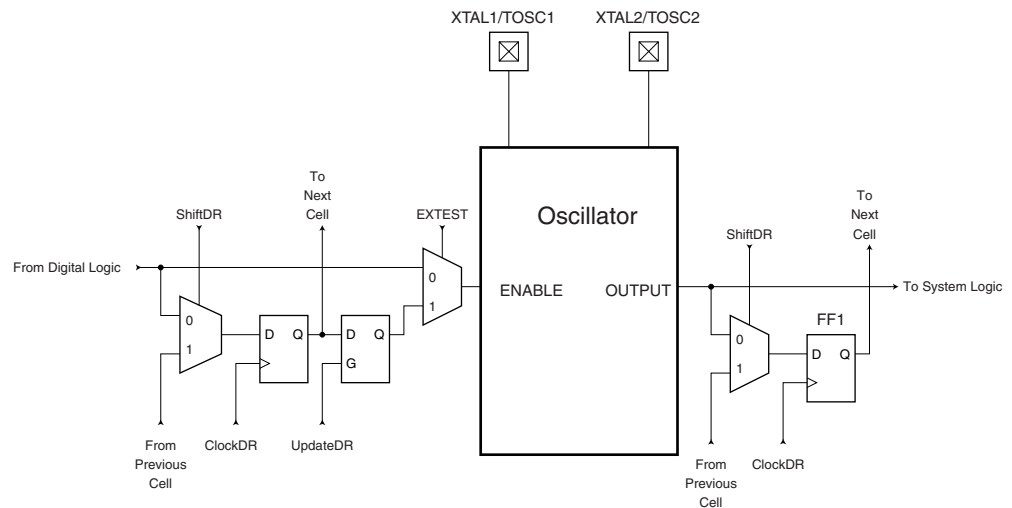 XTAL1/TOSC1
XTAL2/TOSC2
Oscillator
ENABLE
OUTPUT
From Digital Logic
ShiftDR
0
1
From
Previous
Cell
D
Q
ClockDR
To
Next
Cell
D
Q
G
UpdateDR
EXTEST
0
1
To System Logic
ShiftDR
0
1
From
Previous
Cell
FF1
D
Q
ClockDR
To
Next
Cell